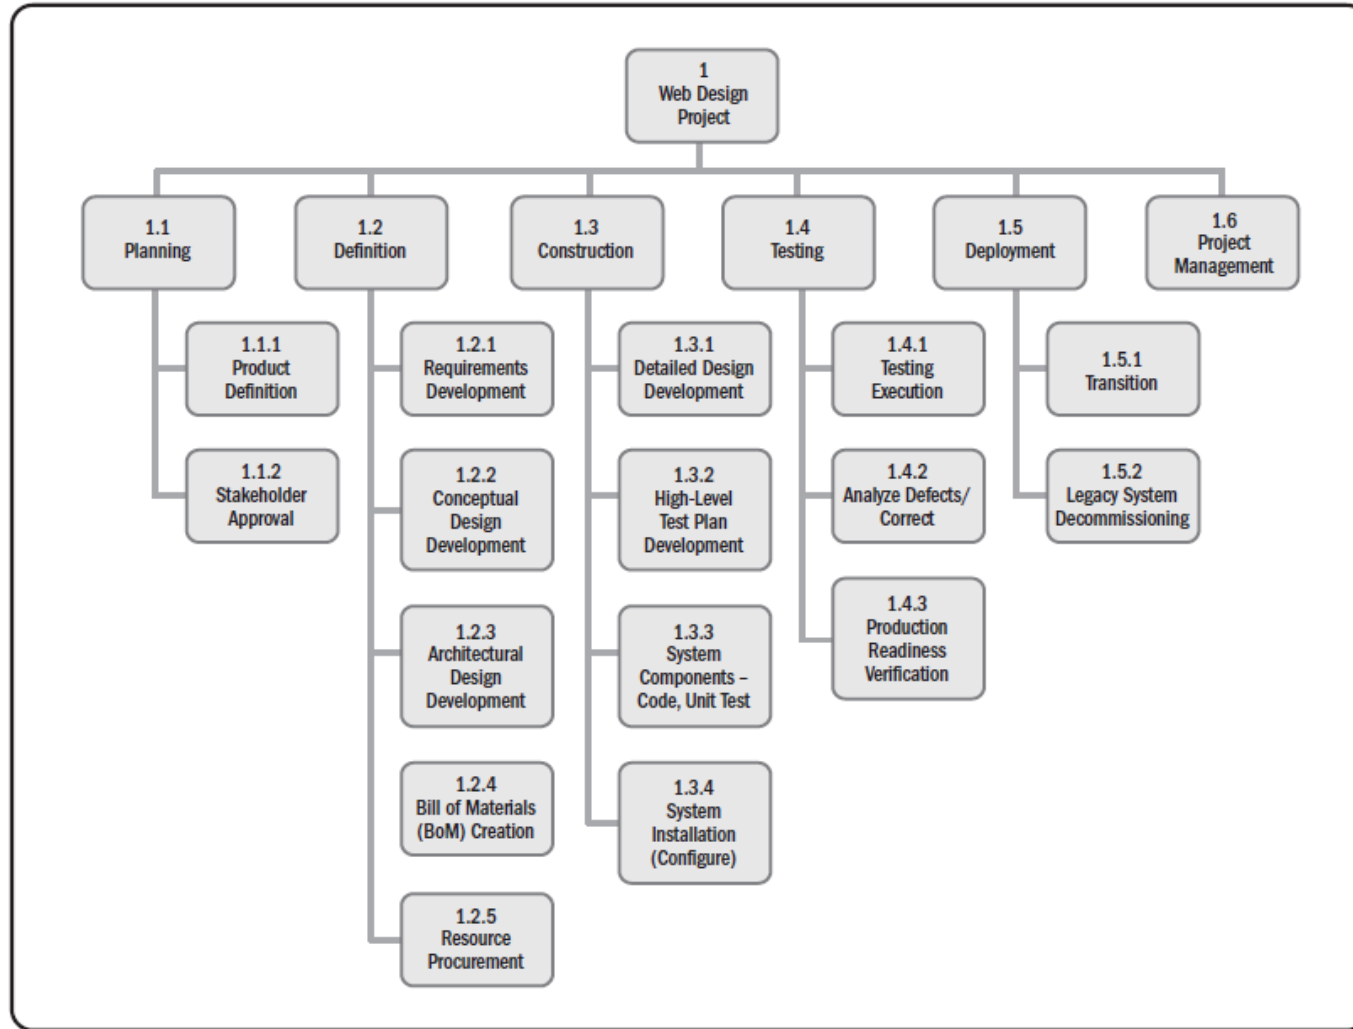 1
Web Design
Project
1.1
Planning
1.2
Definition
1.3
Construction
1.4
Testing
1.5
Deployment
1.6
Project
Management
1.1.1
Product
Definition
1.1.2
Stakeholder
Approval
1.2.1
Requirements
Development
1.2.2
Conceptual
Design
Development
1.2.3
Architectural
Design
Development
1.2.4
Bill of Materials
(BoM) Creation
1.2.5
Resource
Procurement
1.3.1
Detailed Design
Development
1.3.2
High-Level
Test Plan
Development
1.3.3
System
Components –
Code, Unit Test
1.3.4
System
Installation
(Configure)
1.4.1
Testing
Execution
1.4.2
Analyze Defects/
Correct
1.4.3
Production
Readiness
Verification
1.5.1
Transition
1.5.2
Legacy System
Decommissioning